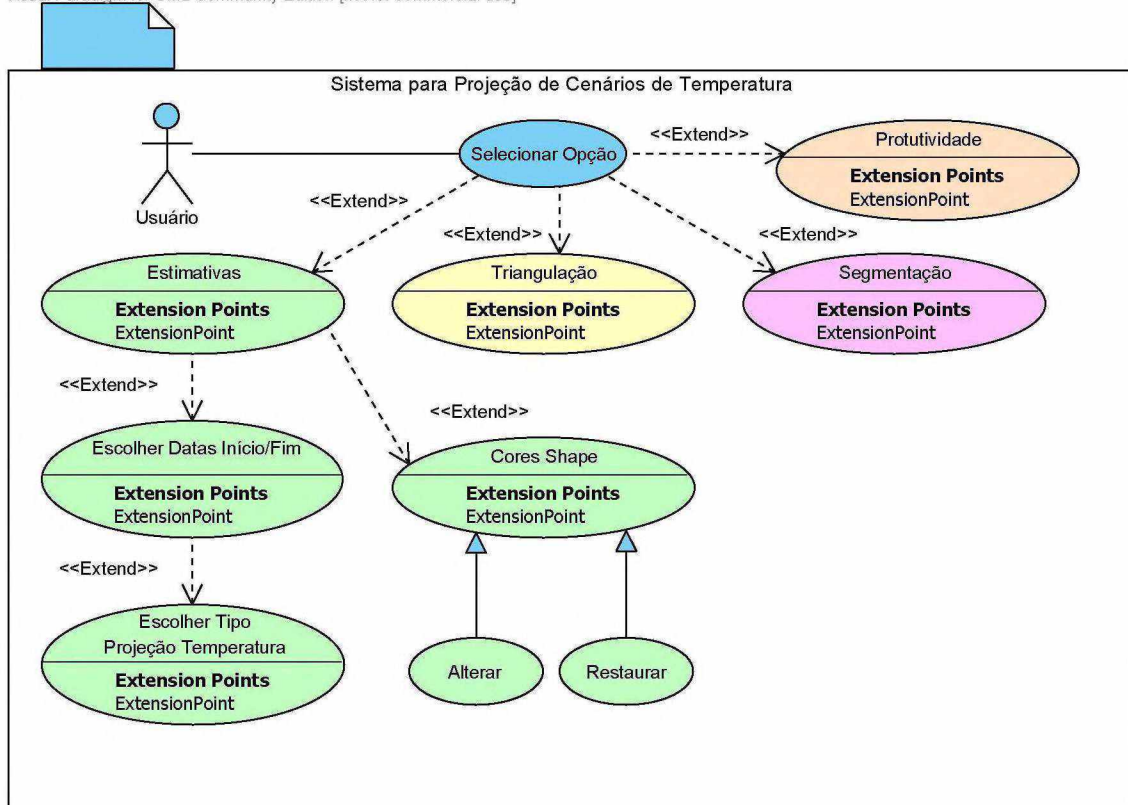 Sistema para Projeção de Cenários de Temperatura
Usuário
Selecionar Opção
<<Extend>>
Protutividade
Extension Points
ExtensionPoint
<<Extend>>
<<Extend>>
<<Extend>>
Estimativas
Extension Points
ExtensionPoint
Triangulação
Extension Points
ExtensionPoint
Segmentação
Extension Points
ExtensionPoint
<<Extend>>
<<Extend>>
Escolher Datas Início/Fim
Extension Points
ExtensionPoint
Cores Shape
Extension Points
ExtensionPoint
<<Extend>>
Escolher Tipo
Projeção Temperatura
Extension Points
ExtensionPoint
Alterar
Restaurar